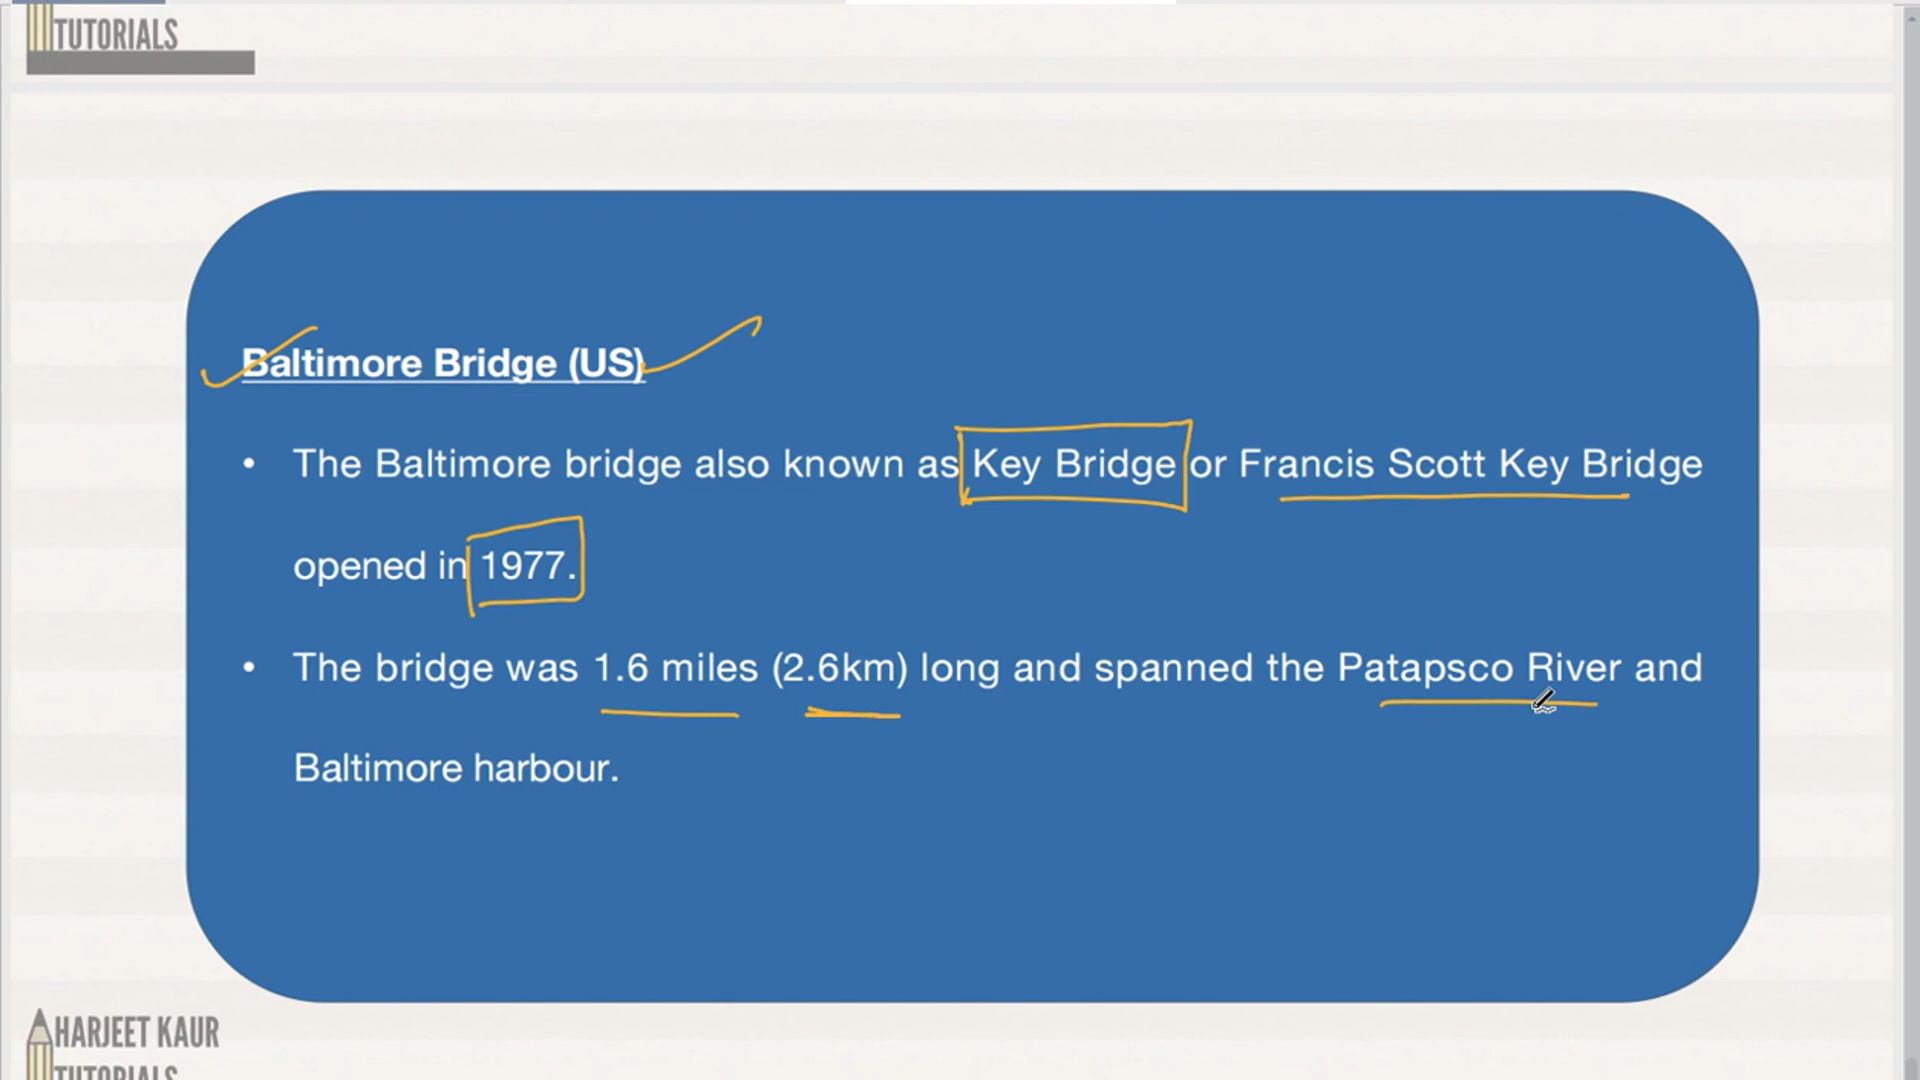 TUTORIALS
Baltimore Bridge (US)
• The Baltimore bridge also known as Key Bridge or Francis Scott Key Bridge
opened in 1977.
• The bridge was 1.6 miles (2.6km) long and spanned the Patapsco River and
Baltimore harbour.
HARJEET KAUR
TUTORIALS